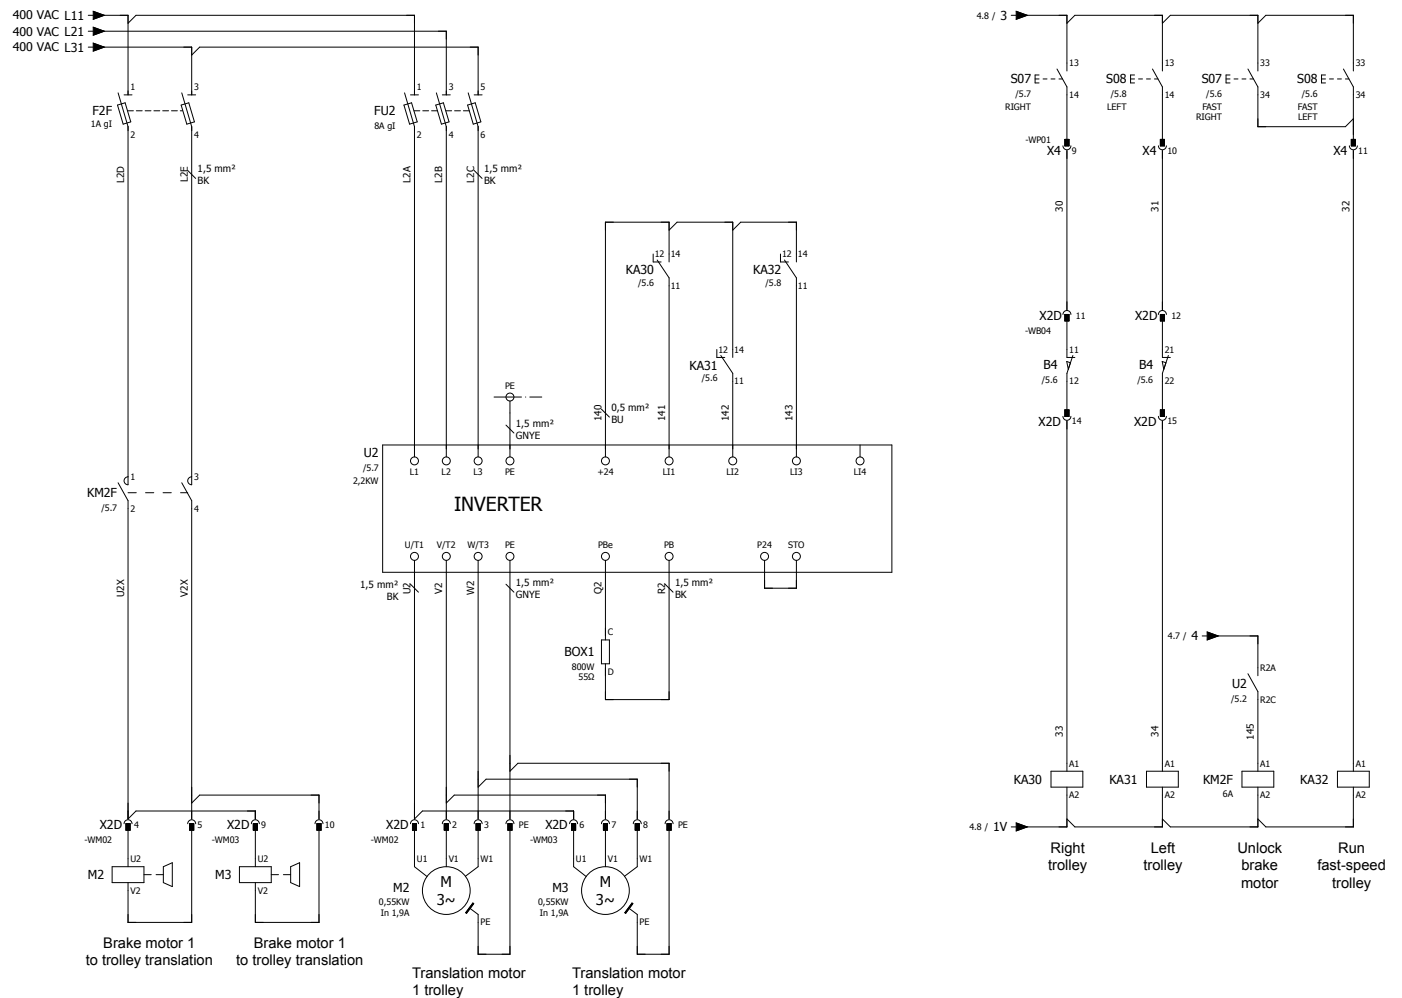 400 VAC L11
400 VAC L21
400 VAC L31
1
3
F2F
1A gI
2
4
L2D
L2E
1,5 mm²
BK
1
3
5
FU2
8A gI
2
4
6
L2A
L2B
L2C
1,5 mm²
BK
12
14
KA30
/5.6
11
12
14
KA32
/5.8
11
12
14
KA31
/5.6
11
PE
1,5 mm²
GNYE
140
0,5 mm²
BU
141
142
143
U2
/5.7
2,2KW
L1
L2
L3
PE
+24
LI1
LI2
LI3
LI4
INVERTER
U/T1
V/T2
W/T3
PE
PBe
PB
P24
STO
1
3
KM2F
/5.7
2
4
U2X
V2X
1,5 mm²
BK
U2
V2
W2
1,5 mm²
GNYE
Q2
R2
1,5 mm²
BK
C
BOX1
800W
55Ω
D
X2D
4
-WM02
5
X2D
9
-WM03
10
U2
M2
V2
U2
M3
V2
Brake motor 1
to trolley translation
Brake motor 1
to trolley translation
X2D
1
-WM02
2
3
PE
X2D
6
-WM03
7
8
PE
U1
V1
W1
M
3~
M2
0,55KW
In 1,9A
PE
U1
V1
W1
M
3~
M3
0,55KW
In 1,9A
PE
Translation motor
1 trolley
Translation motor
1 trolley
4.8 / 3
13
S07
/5.7
RIGHT
14
13
S08
/5.8
LEFT
14
33
S07
/5.6
FAST
RIGHT
34
33
S08
/5.6
FAST
LEFT
34
-WP01
X4
9
X4
10
X4
11
30
31
32
X2D
11
-WB04
X2D
12
11
B4
/5.6
12
21
B4
/5.6
22
X2D
14
X2D
15
4.7 / 4
R2A
U2
/5.2
R2C
33
34
145
A1
KA30
A2
A1
KA31
A2
A1
KM2F
6A
A2
A1
KA32
A2
4.8 / 1V
Right
trolley
Left
trolley
Unlock
brake
motor
Run
fast-speed
trolley